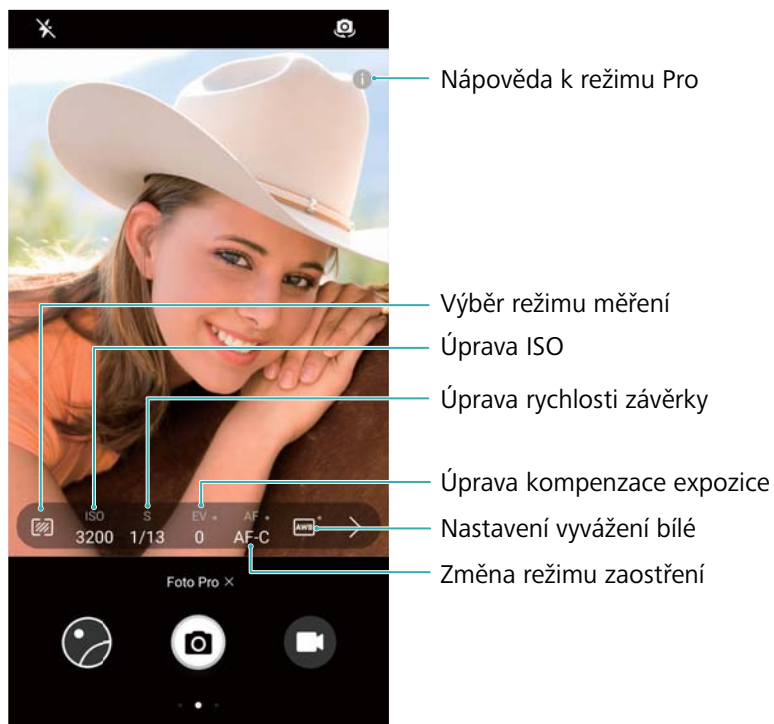 Nápověda k režimu Pro
Výběr režimu měření
Úprava ISO
Úprava rychlosti závěrky
Úprava kompenzace expozice
Nastavení vyvážení bílé
Změna režimu zaostření
ISO S EV AF
3200 1/13 0 AF-C AWB
Foto Pro ×